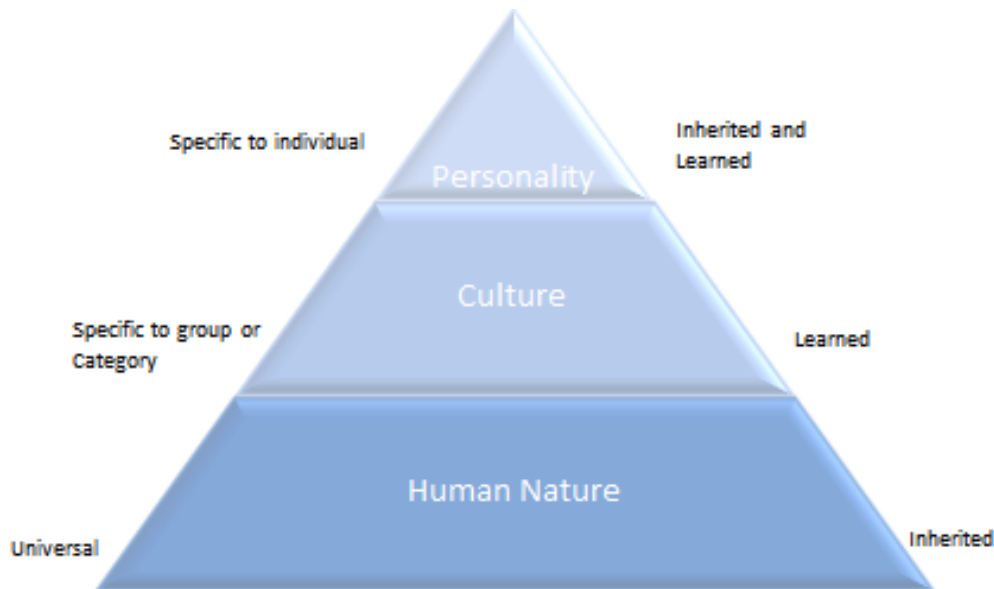 Specific to individual
Inherited and
Learned
Personality
Culture
Specific to group or
Category
Learned
Human Nature
Universal
Inherited